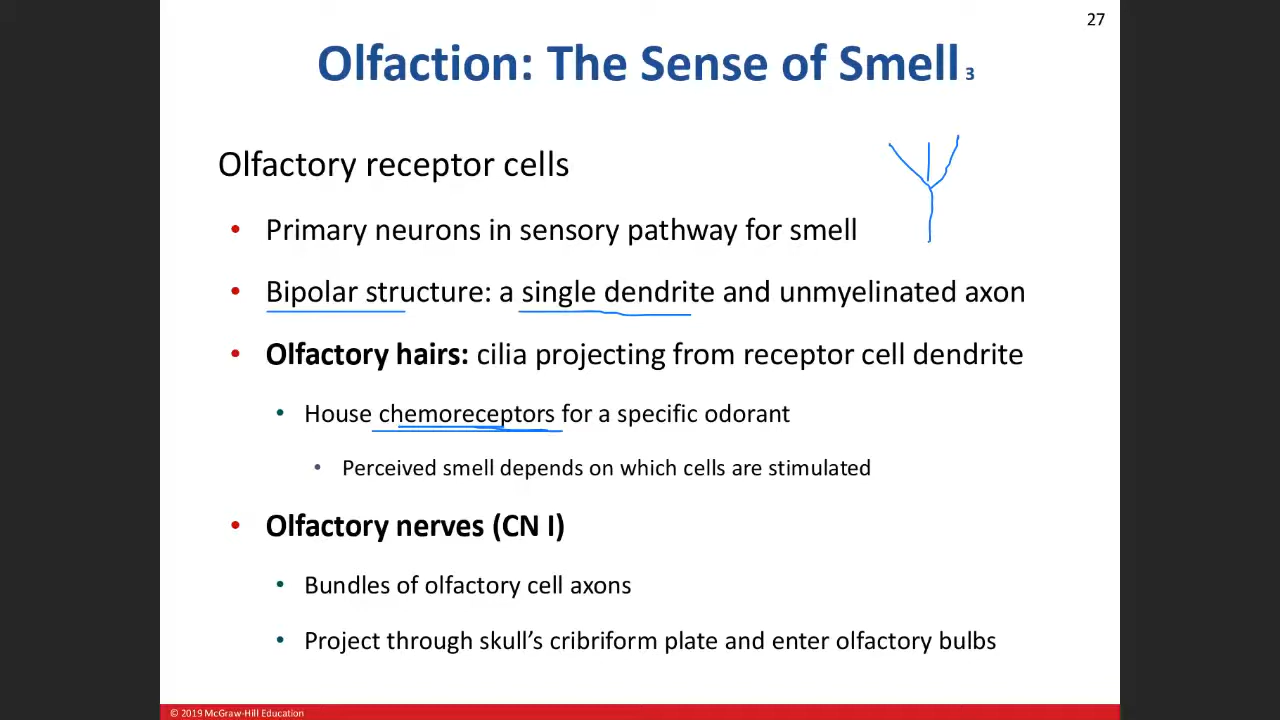 27
Olfaction: The Sense of Smell 3
Olfactory receptor cells
• Primary neurons in sensory pathway for smell
• Bipolar structure: a single dendrite and unmyelinated axon
• Olfactory hairs: cilia projecting from receptor cell dendrite
• House chemoreceptors for a specific odorant
• Perceived smell depends on which cells are stimulated
• Olfactory nerves (CN I)
• Bundles of olfactory cell axons
• Project through skull’s cribriform plate and enter olfactory bulbs
© 2019 McGraw-Hill Education